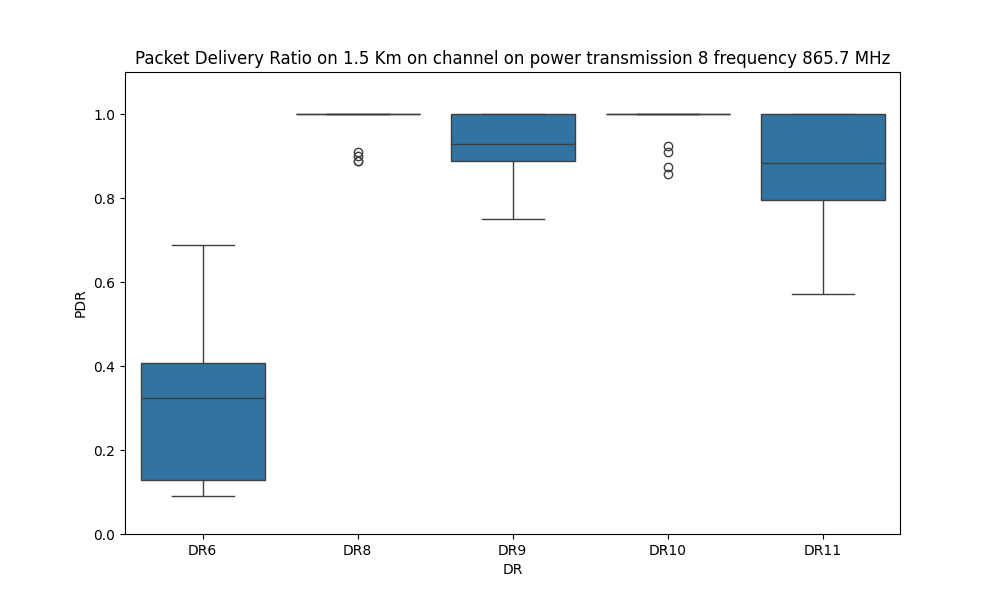 Packet Delivery Ratio on 1.5 Km on channel on power transmission 8 frequency 865.7 MHz
1.0
0.8
0.6
0.4
0.2
0.0
PDR
DR6 DR8 DR9 DR10 DR11
DR